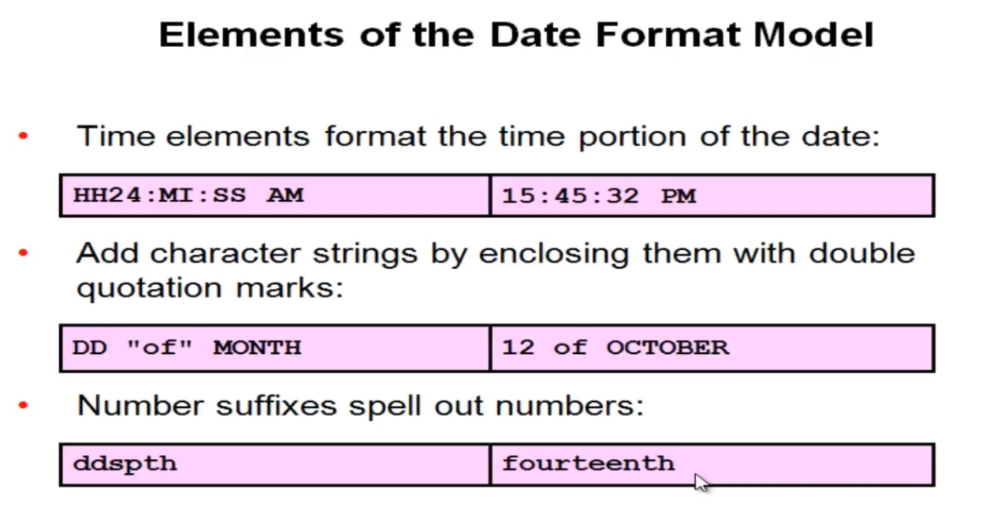 Elements of the Date Format Model
• Time elements format the time portion of the date:
HH24:MI:SS AM 15:45:32 PM
• Add character strings by enclosing them with double
quotation marks:
DD "of" MONTH 12 of OCTOBER
• Number suffixes spell out numbers:
ddspth fourteenth